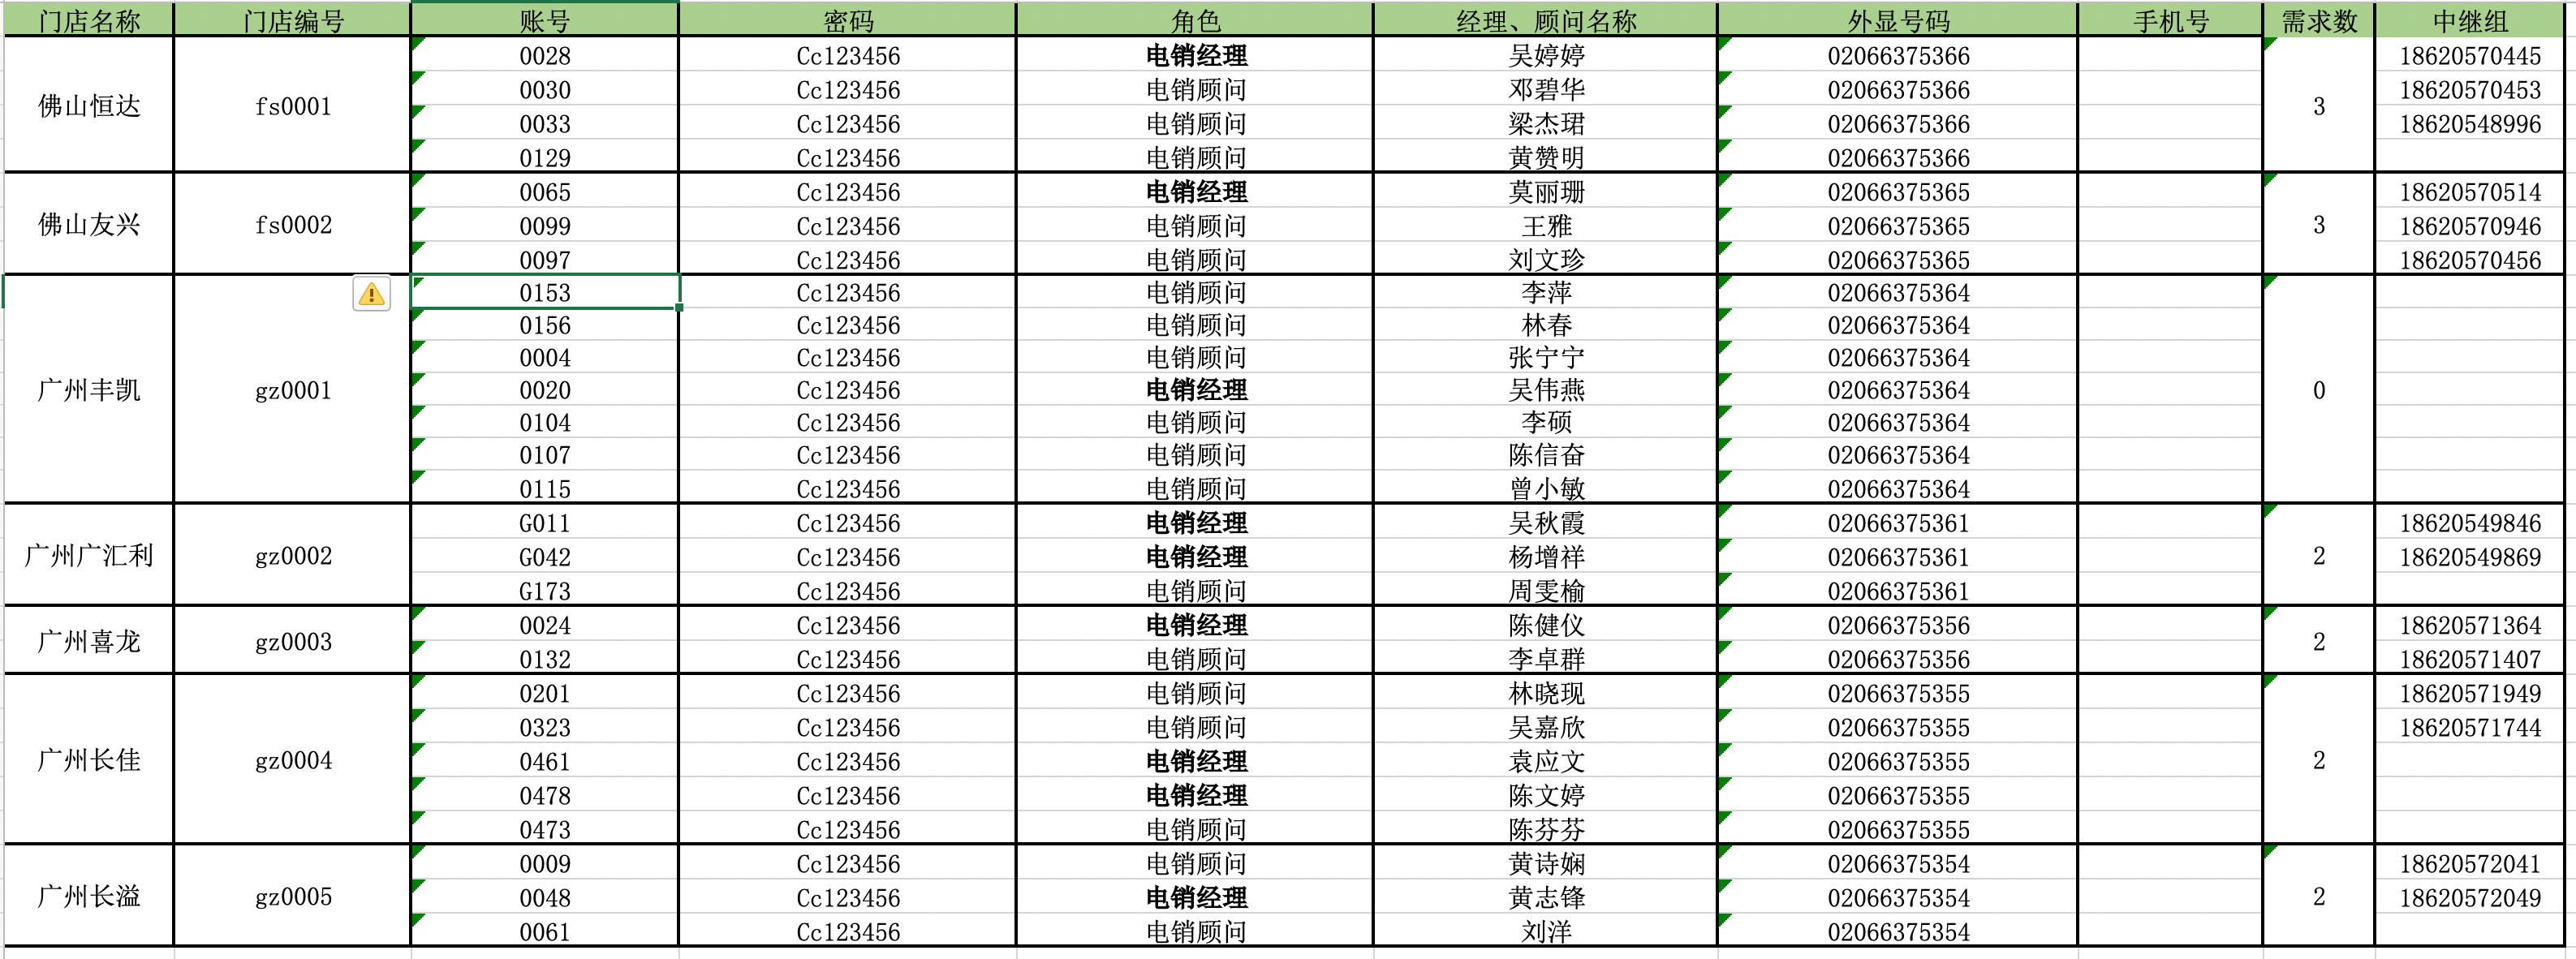 门店名称 门店编号 账号 密码 角色 经理、顾问名称 外显号码 手机号 需求数 中继组
佛山恒达 fs0001 0028 Cc123456 电销经理 吴婷婷 02066375366 3 18620570445
0030 Cc123456 电销顾问 邓碧华 02066375366 18620570453
0033 Cc123456 电销顾问 梁杰珺 02066375366 18620548996
0129 Cc123456 电销顾问 黄赞明 02066375366
佛山友兴 fs0002 0065 Cc123456 电销经理 莫丽珊 02066375365 3 18620570514
0099 Cc123456 电销顾问 王雅 02066375365 18620570946
0097 Cc123456 电销顾问 刘文珍 02066375365 18620570456
广州丰凯 gz0001 0153 Cc123456 电销顾问 李萍 02066375364 0
0156 Cc123456 电销顾问 林春 02066375364
0004 Cc123456 电销顾问 张宁宁 02066375364
0020 Cc123456 电销经理 吴伟燕 02066375364
0104 Cc123456 电销顾问 李硕 02066375364
0107 Cc123456 电销顾问 陈信奋 02066375364
0115 Cc123456 电销顾问 曾小敏 02066375364
广州广汇利 gz0002 G011 Cc123456 电销经理 吴秋霞 02066375361 2 18620549846
G042 Cc123456 电销经理 杨增祥 02066375361 18620549869
G173 Cc123456 电销顾问 周雯榆 02066375361
广州喜龙 gz0003 0024 Cc123456 电销经理 陈健仪 02066375356 2 18620571364
0132 Cc123456 电销顾问 李卓群 02066375356 18620571407
广州长佳 gz0004 0201 Cc123456 电销顾问 林晓现 02066375355 2 18620571949
0323 Cc123456 电销顾问 吴嘉欣 02066375355 18620571744
0461 Cc123456 电销经理 袁应文 02066375355
0478 Cc123456 电销经理 陈文婷 02066375355
0473 Cc123456 电销顾问 陈芬芬 02066375355
广州长溢 gz0005 0009 Cc123456 电销顾问 黄诗娴 02066375354 2 18620572041
0048 Cc123456 电销经理 黄志锋 02066375354 18620572049
0061 Cc123456 电销顾问 刘洋 02066375354